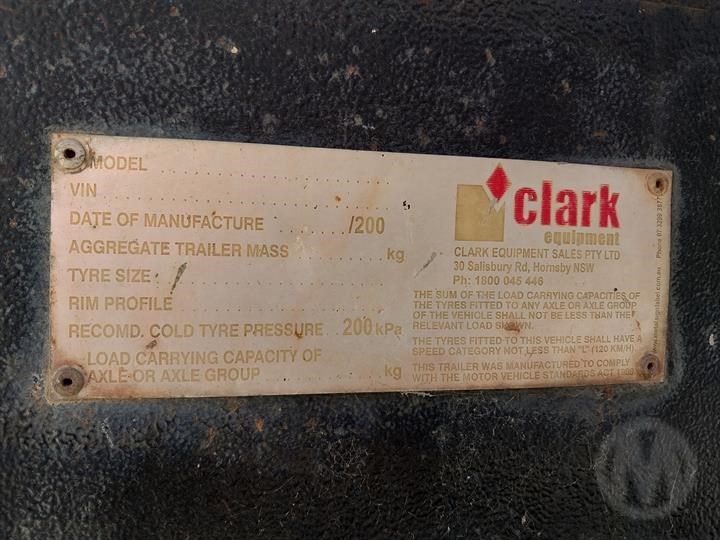 MODEL
VIN
DATE OF MANUFACTURE /200
AGGREGATE TRAILER MASS kg
TYRE SIZE
RIM PROFILE
RECOMD. COLD TYRE PRESSURE 200 kPa
LOAD CARRYING CAPACITY OF
AXLE OR AXLE GROUP kg
clark
equipment
CLARK EQUIPMENT SALES PTY LTD
30 Salisbury Rd, Hornsby NSW
Ph: 1800 045 446
THE SUM OF THE LOAD CARRYING CAPACITIES OF
THE TYRES FITTED TO ANY AXLE OR AXLE GROUP
OF THE VEHICLE SHALL NOT BE LESS THAN THE
RELEVANT LOAD SHOWN.
THE TYRES FITTED TO THIS VEHICLE SHALL HAVE A
SPEED CATEGORY NOT LESS THAN "L" (120 KM/H)
THIS TRAILER WAS MANUFACTURED TO COMPLY
WITH THE MOTOR VEHICLE STANDARDS ACT 1989
Phone 07 3299
M